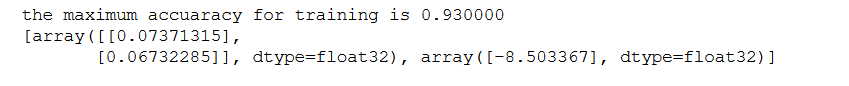 the maximum accuaracy for training is 0.930000
[array([[0.07371315],
[0.06732285]], dtype=float32), array([-8.503367], dtype=float32)]